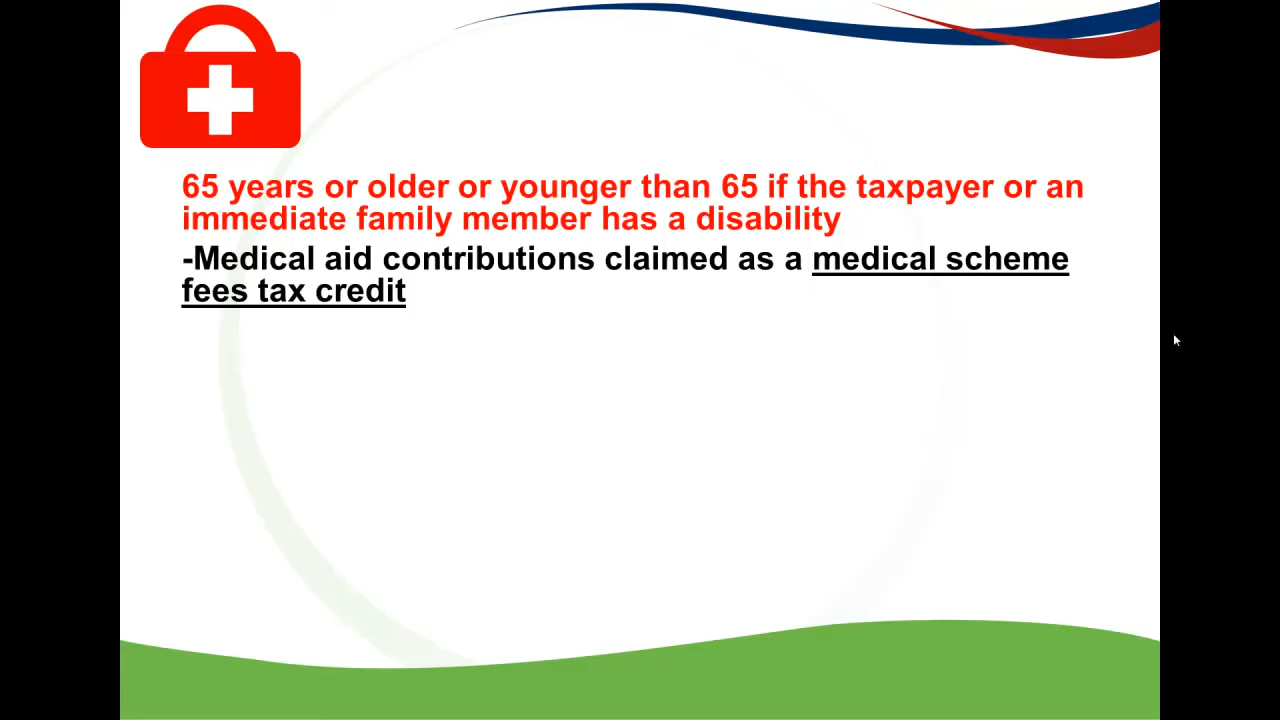 65 years or older or younger than 65 if the taxpayer or an
immediate family member has a disability
-Medical aid contributions claimed as a medical scheme
fees tax credit